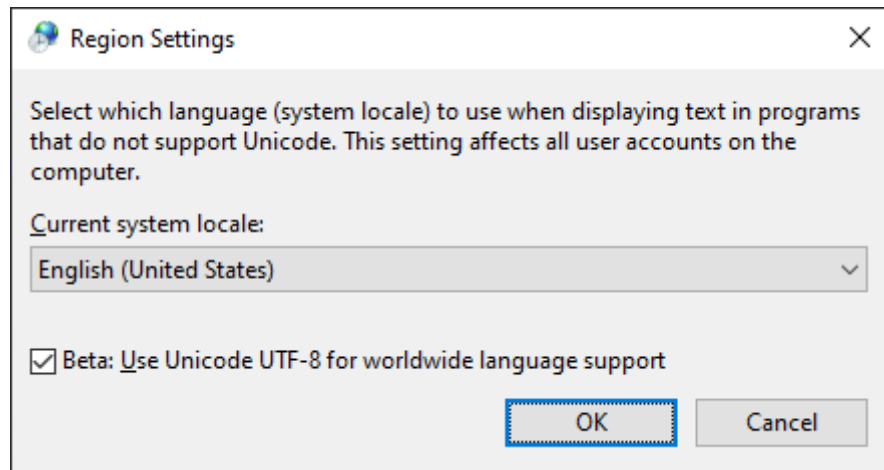 Region Settings
Select which language (system locale) to use when displaying text in programs
that do not support Unicode. This setting affects all user accounts on the
computer.
Current system locale:
English (United States)
Beta: Use Unicode UTF-8 for worldwide language support
OK
Cancel